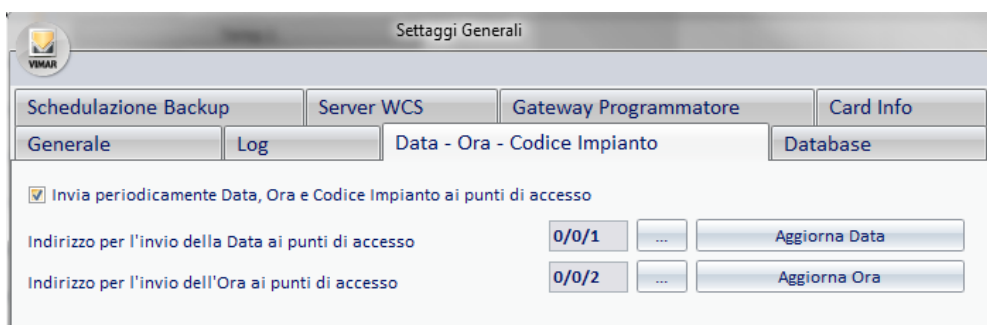 Settaggi Generali
VIMAR
Schedulazione Backup Server WCS Gateway Programmatore Card Info
Generale Log Data - Ora - Codice Impianto Database
Invia periodicamente Data, Ora e Codice Impianto ai punti di accesso
Indirizzo per l'invio della Data ai punti di accesso 0/0/1 ... Aggiorna Data
Indirizzo per l'invio dell'Ora ai punti di accesso 0/0/2 ... Aggiorna Ora